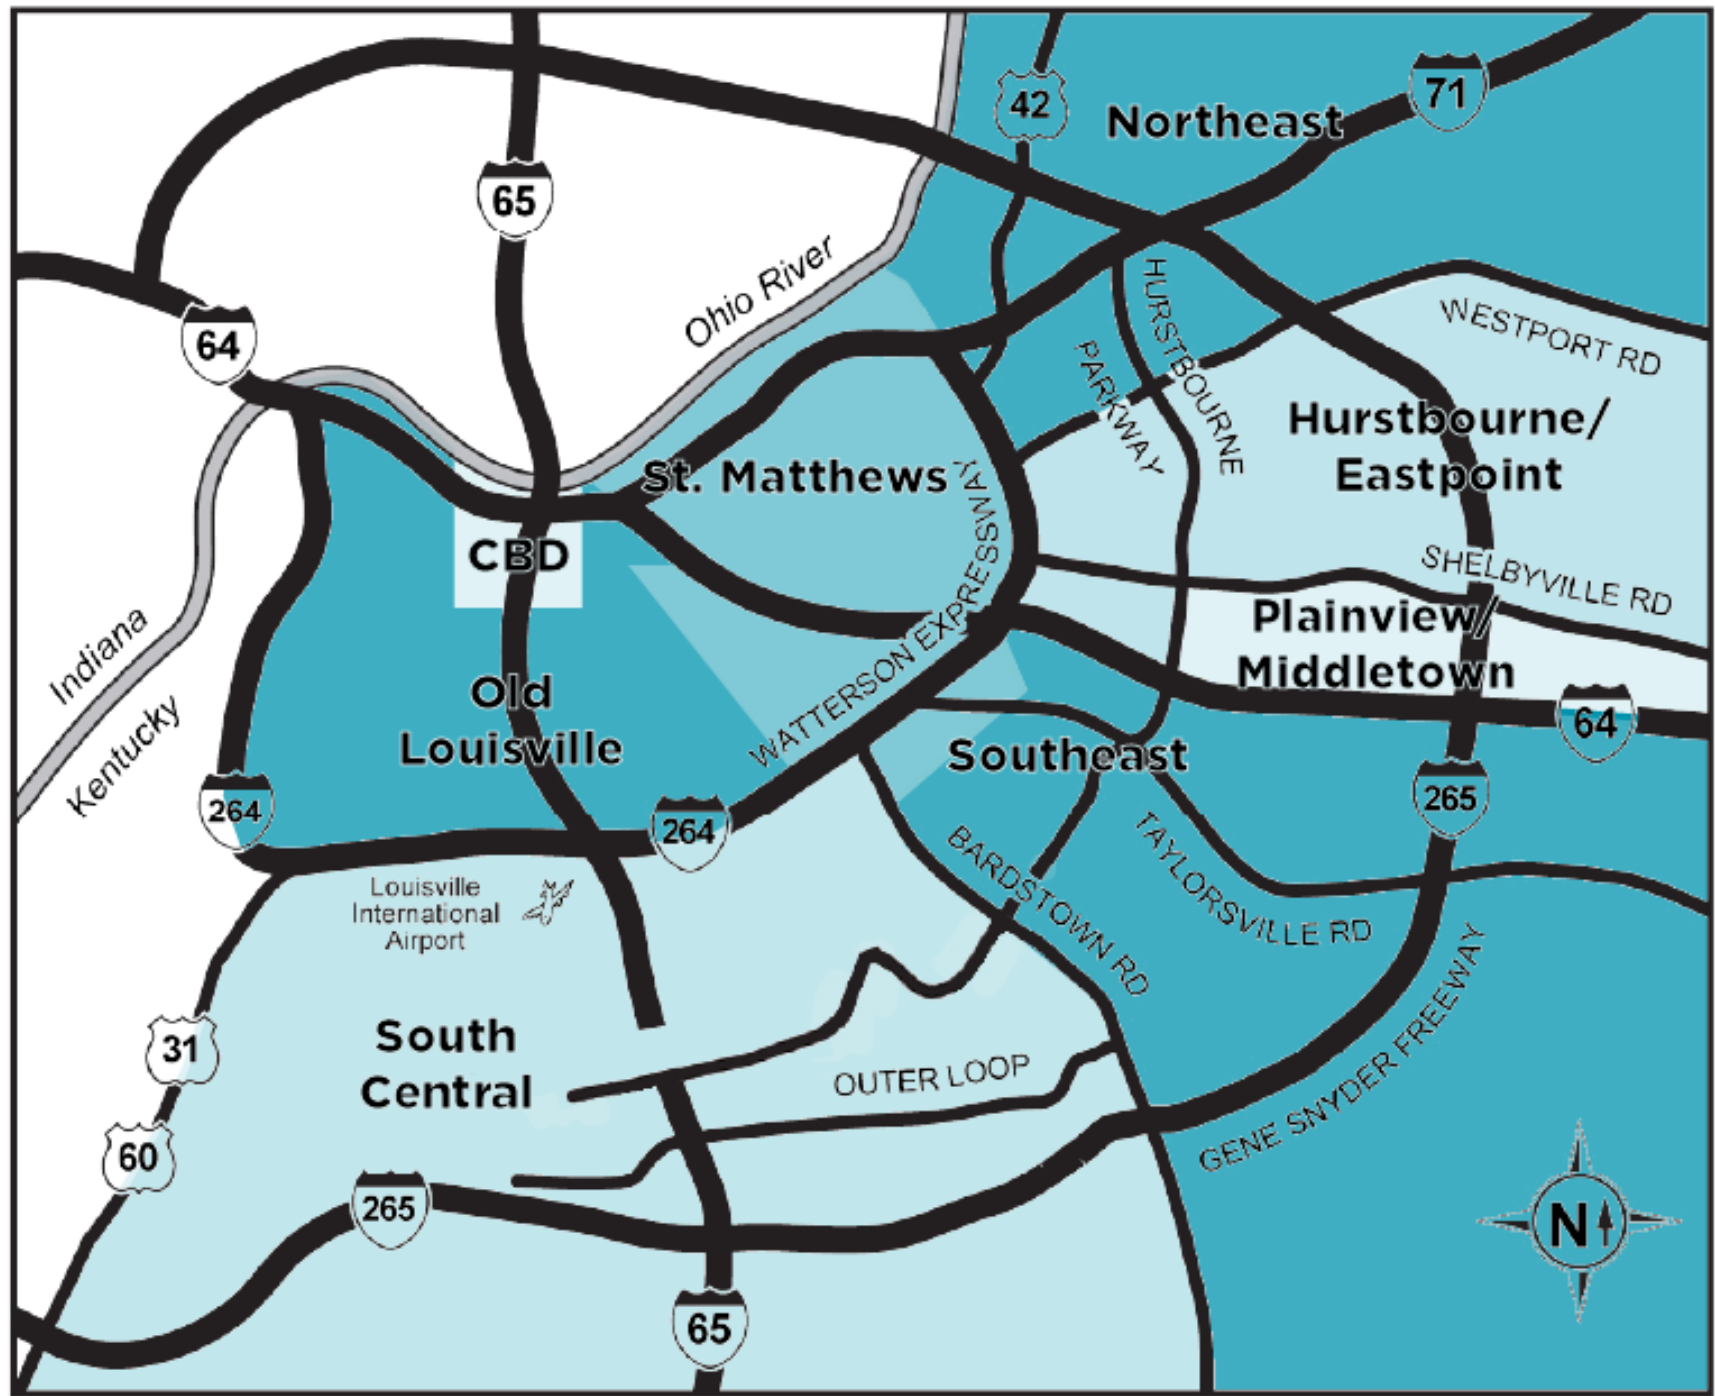 71
42
Northeast
65
Ohio River
HURSTBOURNE
PARKWAY
WESTPORT RD
64
Hurstbourne/
Eastpoint
St. Matthews
WATTERSON EXPRESSWAY
CBD
SHELBYVILLE RD
Plainview/
Middletown
Indiana
Kentucky
Old
Louisville
64
Southeast
265
264
264
BARDSTOWN RD
TAYLORSVILLE RD
Louisville
International
Airport
GENE SNYDER FREEWAY
31
South
Central
OUTER LOOP
60
265
N
65